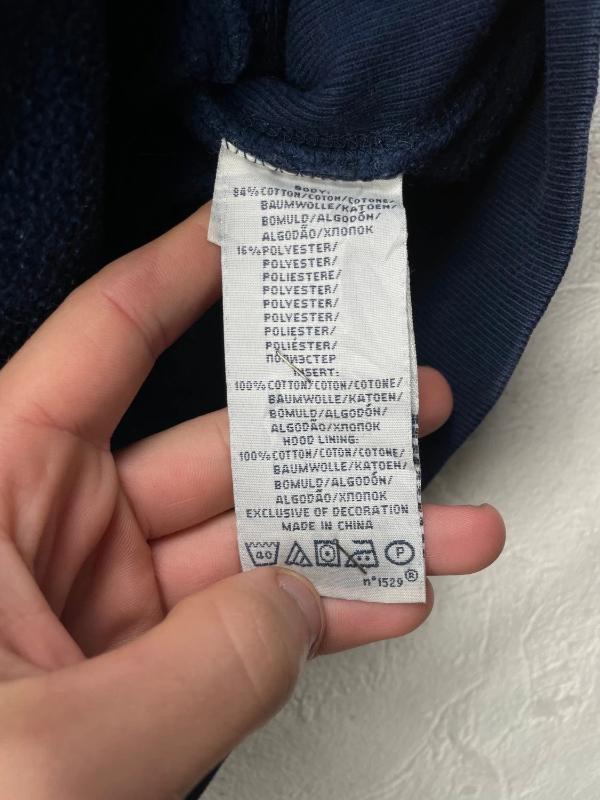 BODY:
84% COTTON/COTON/COTONE/
BAUMWOLLE/KATOEN/
BOMULD/ALGODÓN/
ALGODÃO/ХЛОПОК
16% POLYESTER/
POLYESTER/
POLIESTERE/
POLYESTER/
POLYESTER/
POLYESTER/
POLIESTER/
POLIÉSTER/
ПОЛИЭСТЕР
INSERT:
100% COTTON/COTON/COTONE/
BAUMWOLLE/KATOEN/
BOMULD/ALGODÓN/
ALGODÃO/ХЛОПОК
HOOD LINING:
100% COTTON/COTON/COTONE/
BAUMWOLLE/KATOEN/
BOMULD/ALGODÓN/
ALGODÃO/ХЛОПОК
EXCLUSIVE OF DECORATION
MADE IN CHINA
40 P
n°1529 ®